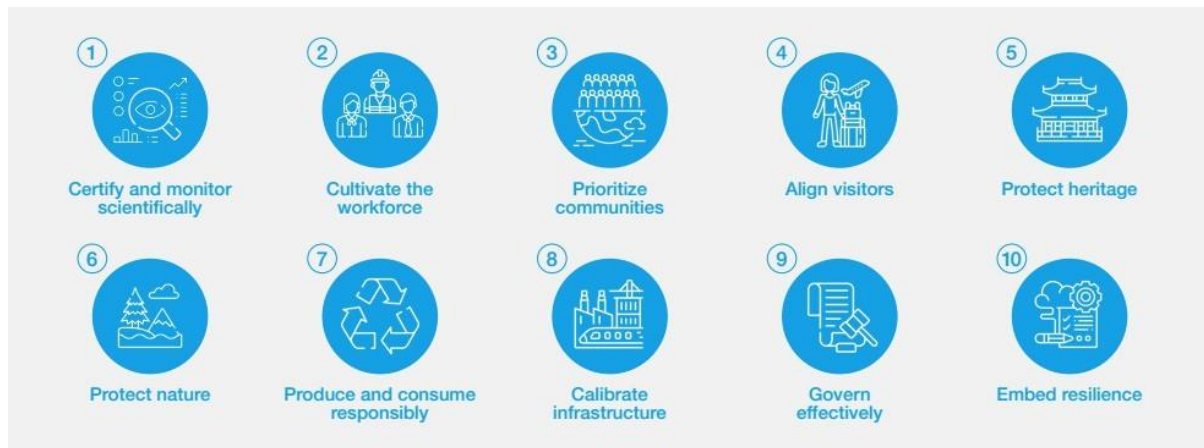 1
Certify and monitor
scientifically
2
Cultivate the
workforce
3
Prioritize
communities
4
Align visitors
5
Protect heritage
6
Protect nature
7
Produce and consume
responsibly
8
Calibrate
infrastructure
9
Govern
effectively
10
Embed resilience